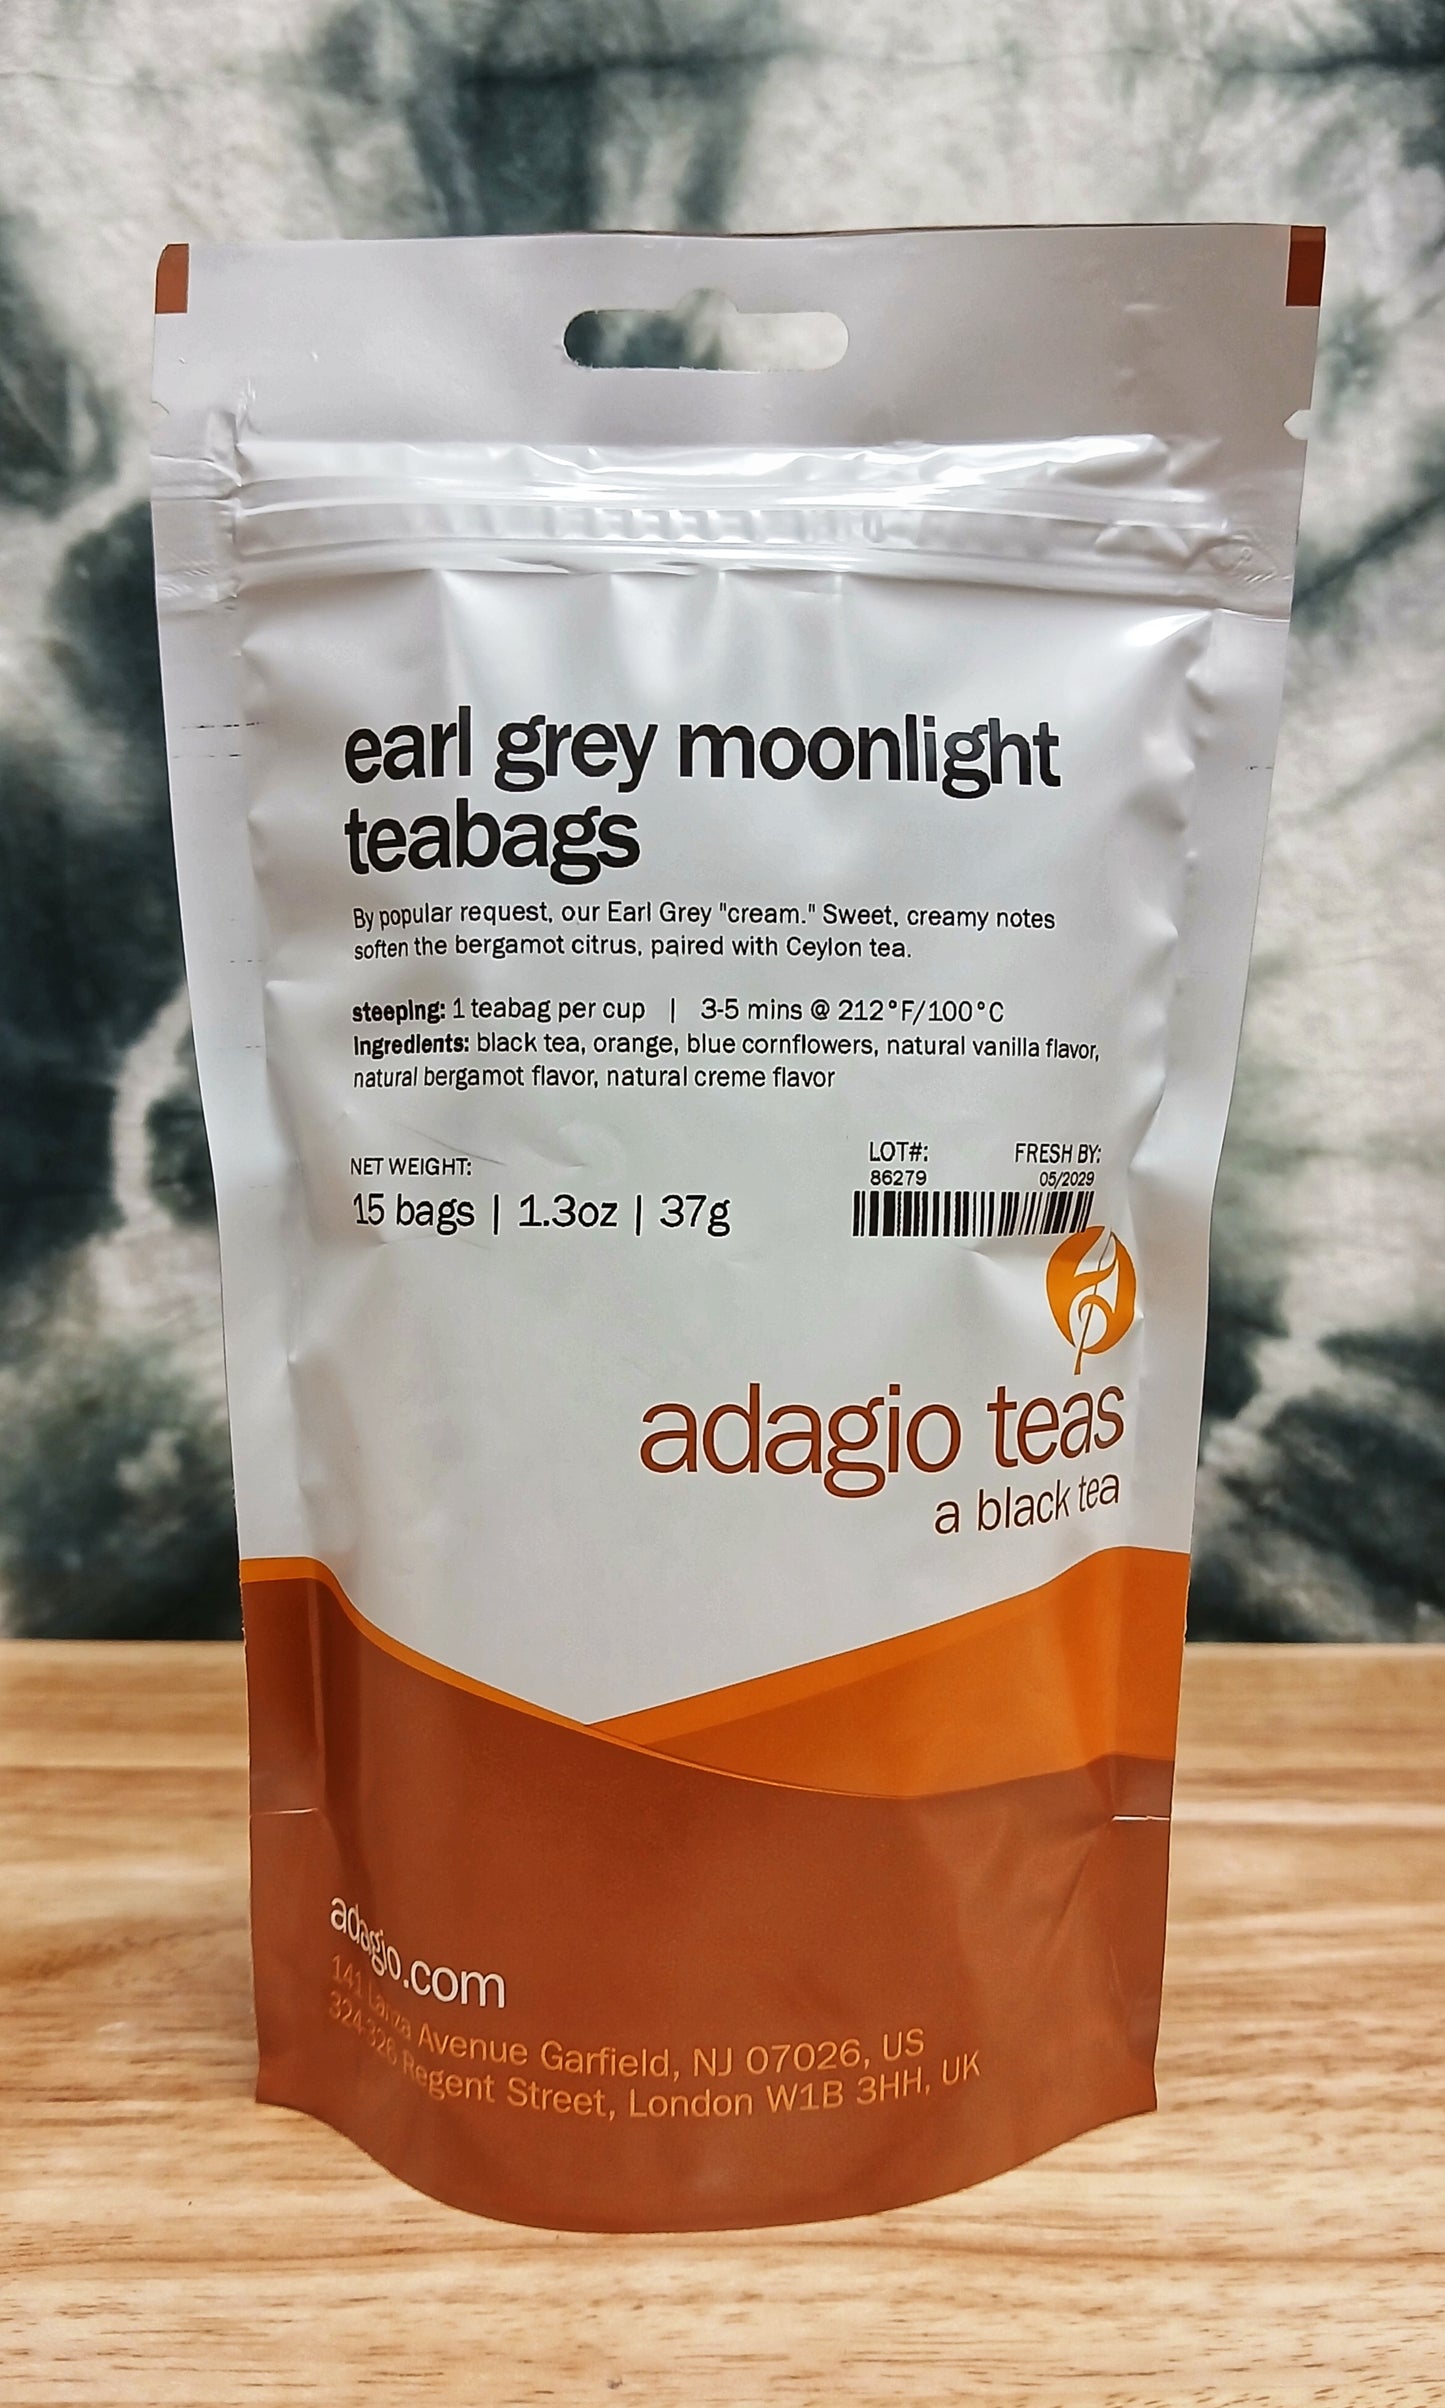 earl grey moonlight
teabags
By popular request, our Earl Grey "cream." Sweet, creamy notes
soften the bergamot citrus, paired with Ceylon tea.
steeping: 1 teabag per cup | 3-5 mins @ 212°F/100°C
Ingredients: black tea, orange, blue cornflowers, natural vanilla flavor,
natural bergamot flavor, natural creme flavor
NET WEIGHT:
15 bags | 1.3oz | 37g
LOT#:
86279
FRESH BY:
05/2029
adagio teas
a black tea
adagio.com
141 Lanza Avenue Garfield, NJ 07026, US
324-326 Regent Street, London W1B 3HH, UK